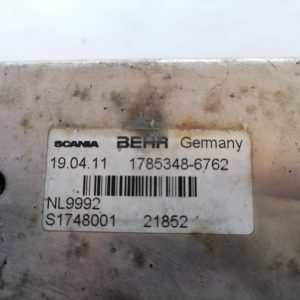 SCANIA BEHR Germany
19.04.11 1785348-6762
NL9992
S1748001 21852